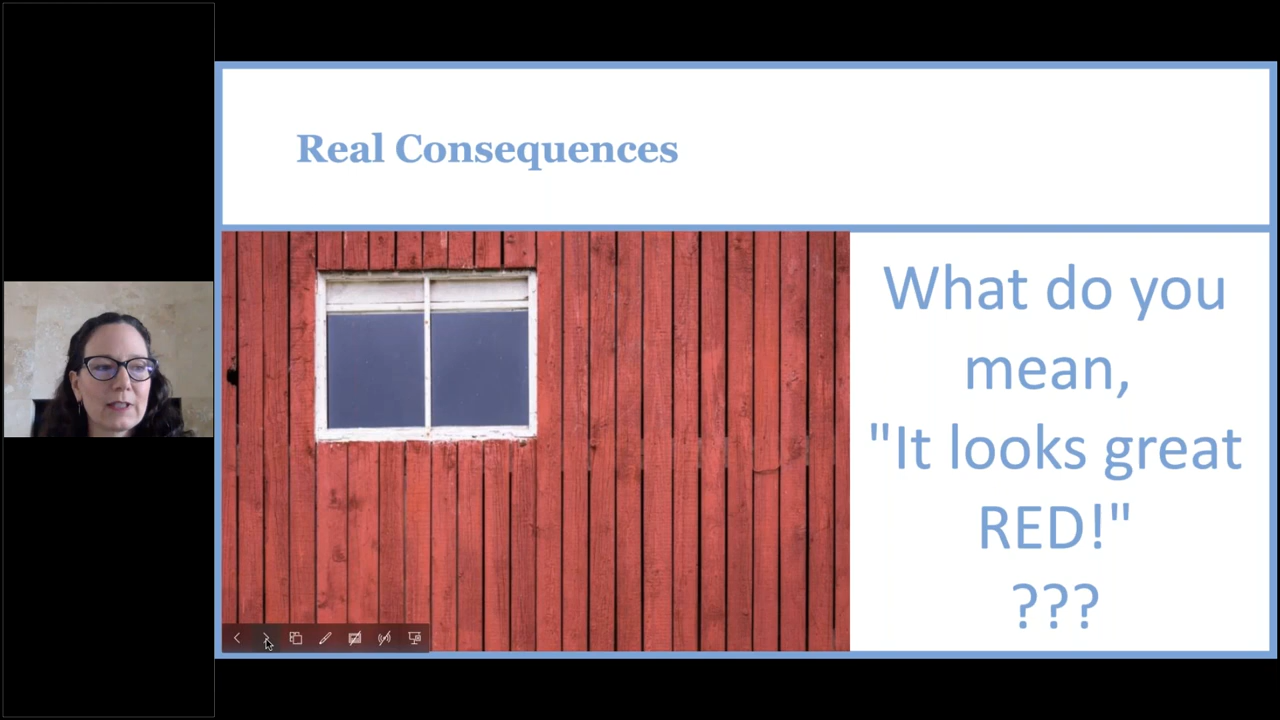 Real Consequences
What do you
mean,
"It looks great
RED!"
???